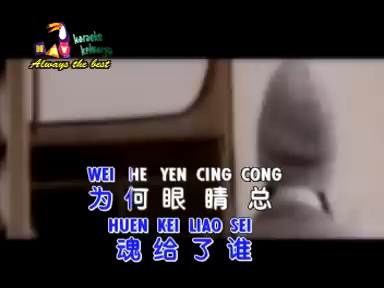 karaoke
keluarga
HAV
Always the best
WEI HE YEN CING CONG
为何眼睛总
HUEN KEI LIAO SEI
魂给了谁